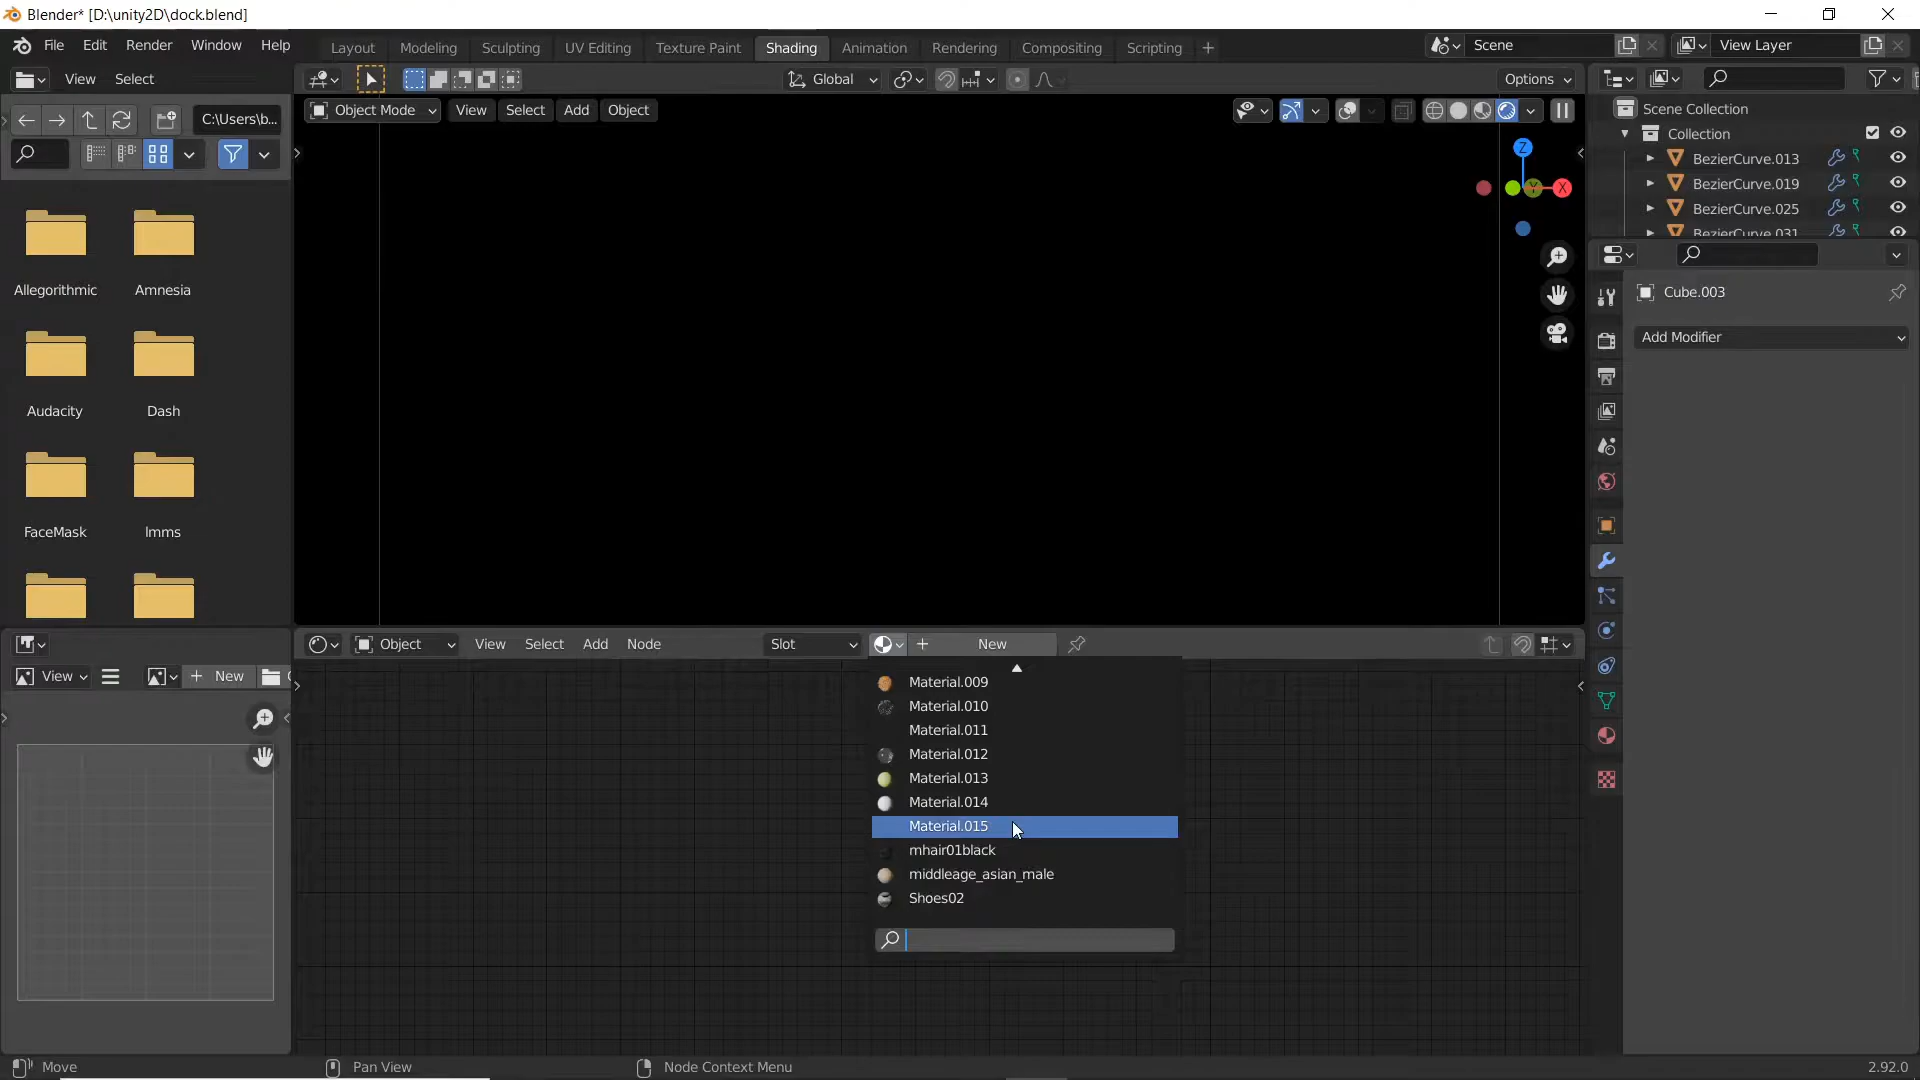 Blender* [D:\unity2D\dock.blend]
File Edit Render Window Help
Layout Modeling Sculpting UV Editing Texture Paint Shading Animation Rendering Compositing Scripting +
Scene
View Layer
View Select
Global
Options
C:\Users\b...
Object Mode View Select Add Object
Scene Collection
Collection
BezierCurve.013
BezierCurve.019
BezierCurve.025
BezierCurve.031
Z
Y
X
Cube.003
Add Modifier
Allegorithmic
Amnesia
Audacity
Dash
FaceMask
lmms
Object View Select Add Node Slot
New
View
New
Material.009
Material.010
Material.011
Material.012
Material.013
Material.014
Material.015
mhair01black
middleage_asian_male
Shoes02
Move
Pan View
Node Context Menu
2.92.0